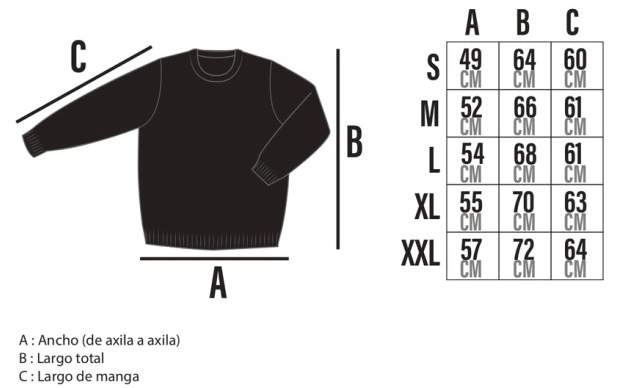 A B C
S 49 CM 64 CM 60 CM
M 52 CM 66 CM 61 CM
L 54 CM 68 CM 61 CM
XL 55 CM 70 CM 63 CM
XXL 57 CM 72 CM 64 CM
C
B
A
A : Ancho (de axila a axila)
B : Largo total
C : Largo de manga